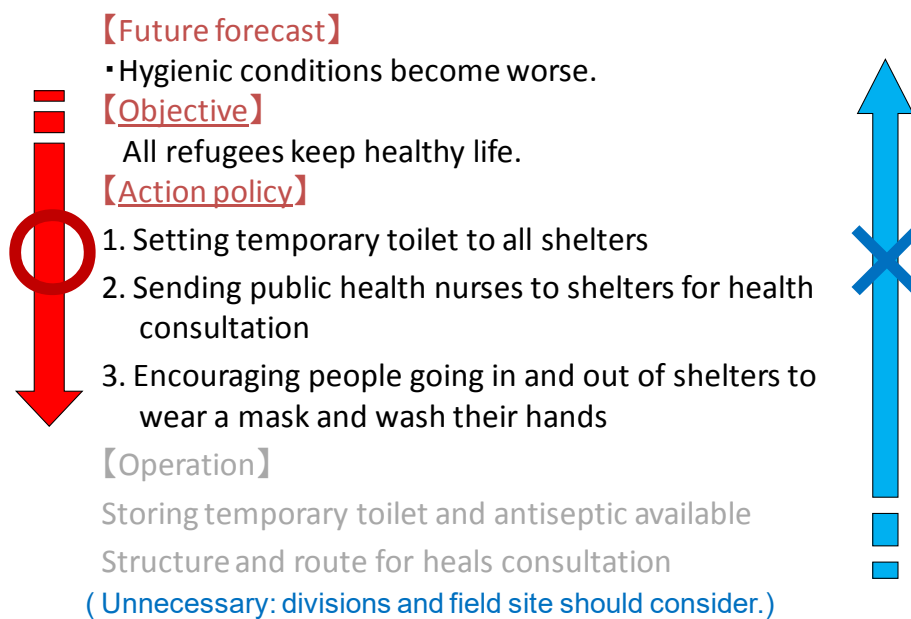 【Future forecast】
･Hygienic conditions become worse.
【Objective】
All refugees keep healthy life.
【Action policy】
1. Setting temporary toilet to all shelters
2. Sending public health nurses to shelters for health
consultation
3. Encouraging people going in and out of shelters to
wear a mask and wash their hands
【Operation】
Storing temporary toilet and antiseptic available
Structure and route for heals consultation
( Unnecessary: divisions and field site should consider.)